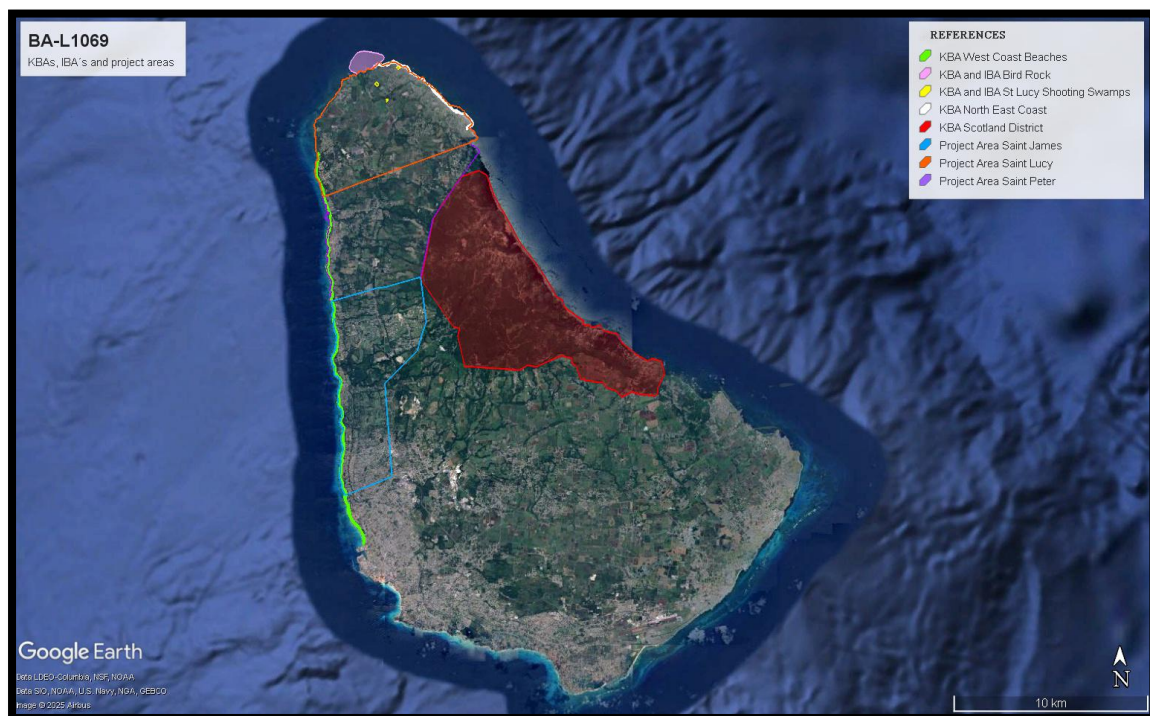 BA-L1069
KBAs, IBA´s and project areas
REFERENCES
KBA West Coast Beaches
KBA and IBA Bird Rock
KBA and IBA St Lucy Shooting Swamps
KBA North East Coast
KBA Scotland District
Project Area Saint James
Project Area Saint Lucy
Project Area Saint Peter
Google Earth
Data LDEO-Columbia, NSF, NOAA
Data SIO, NOAA, U.S. Navy, NGA, GEBCO
Image © 2025 Airbus
N
10 km